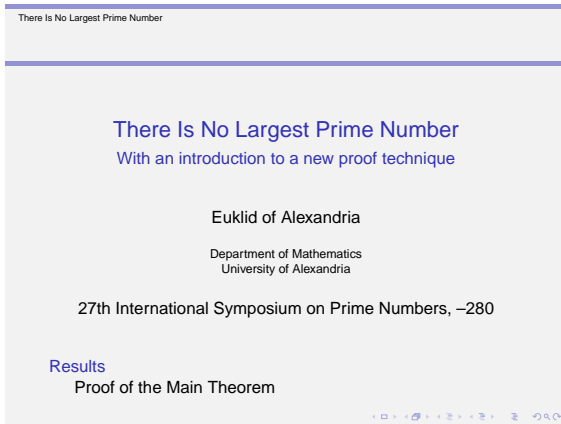 There Is No Largest Prime Number
There Is No Largest Prime Number
With an introduction to a new proof technique
Euklid of Alexandria
Department of Mathematics
University of Alexandria
27th International Symposium on Prime Numbers, –280
Results
Proof of the Main Theorem